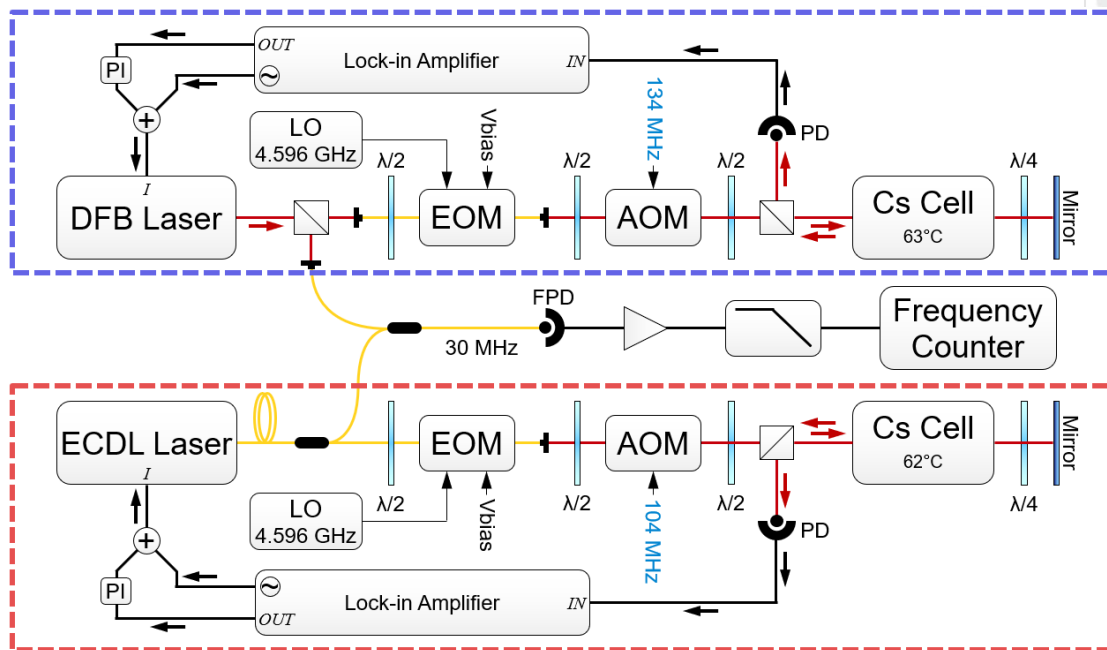 OUT
Lock-in Amplifier
IN
PI
~
+
LO
4.596 GHz
Vbias
134 MHz
PD
λ/2
λ/2
λ/2
λ/4
I
DFB Laser
EOM
AOM
Cs Cell
63°C
Mirror
FPD
30 MHz
Frequency
Counter
ECDL Laser
I
EOM
AOM
Cs Cell
62°C
Mirror
λ/2
λ/2
λ/2
λ/4
LO
4.596 GHz
Vbias
104 MHz
PD
+
PI
~
OUT
Lock-in Amplifier
IN